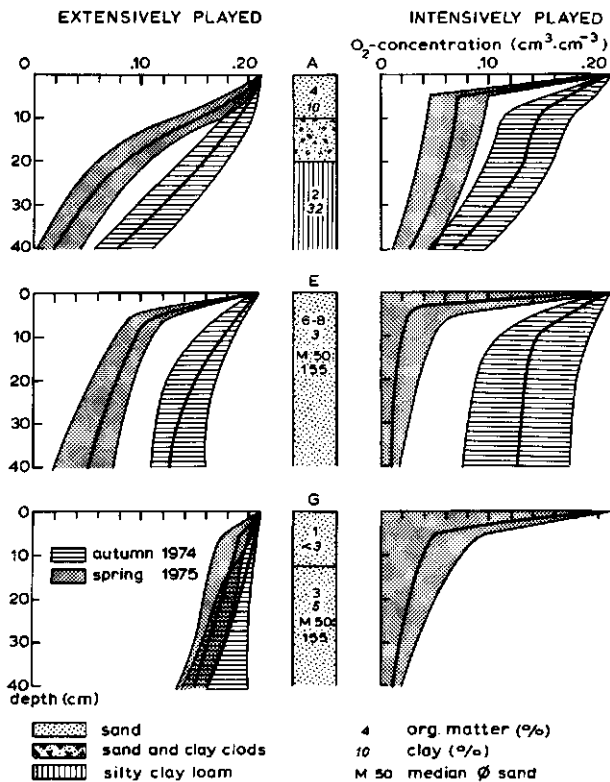 EXTENSIVELY PLAYED
INTENSIVELY PLAYED
O₂-concentration (cm³.cm⁻³)
0 .10 .20
A
0 .10 .20
0
10
20
30
40
4
10
2
32
E
0
10
20
30
40
6-8
3
M 50
155
G
0
10
20
30
40
depth (cm)
autumn 1974
spring 1975
1
<3
3
5
M 50
155
sand
sand and clay clods
silty clay loam
4 org. matter (%)
10 clay (%)
M 50 median ø sand